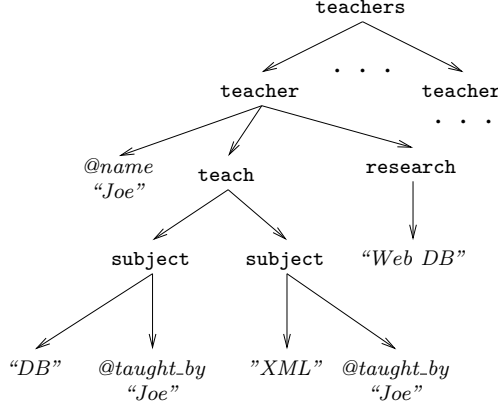 teachers
. . .
teacher
teacher
. . .
@name
“Joe”
teach
research
subject
subject
“Web DB”
“DB”
@taught_by
“Joe”
”XML”
@taught_by
“Joe”